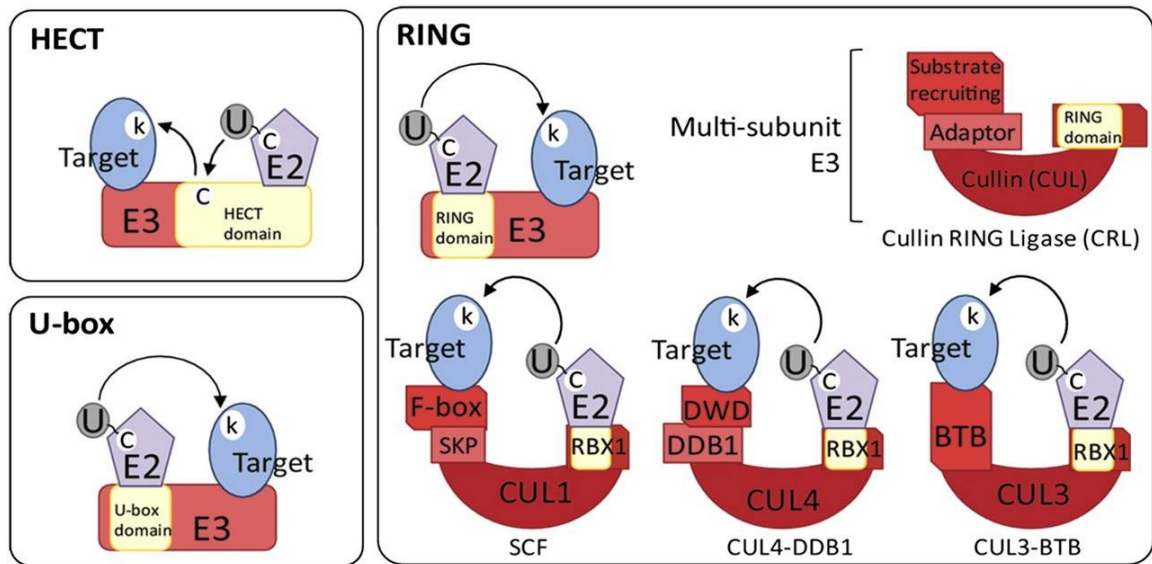 HECT
k
U
C
Target
E2
C
E3
HECT
domain
U-box
U
k
C
E2
Target
U-box
domain
E3
RING
U
k
C
E2
Target
RING
domain
E3
Multi-subunit
E3
Substrate
recruiting
Adaptor
RING
domain
Cullin (CUL)
Cullin RING Ligase (CRL)
k
Target
U
C
E2
F-box
SKP
RBX1
CUL1
SCF
k
Target
U
C
E2
DWD
DDB1
RBX1
CUL4
CUL4-DDB1
k
Target
U
C
E2
BTB
RBX1
CUL3
CUL3-BTB